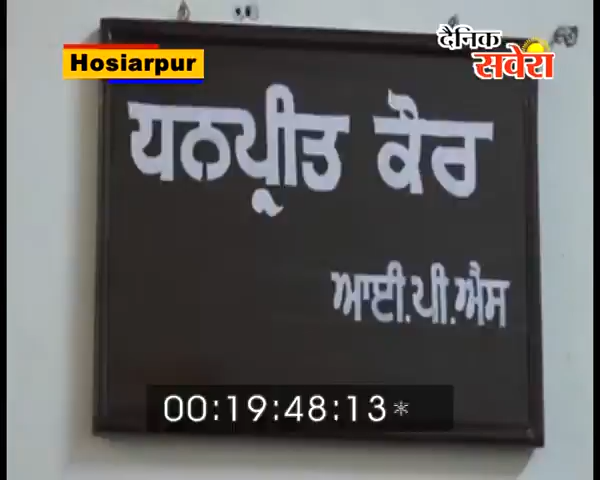 दैनिक
सवेरा
Hosiarpur
ਧਨਪ੍ਰੀਤ ਕੌਰ
ਆਈ.ਪੀ.ਐਸ
00:19:48:13*